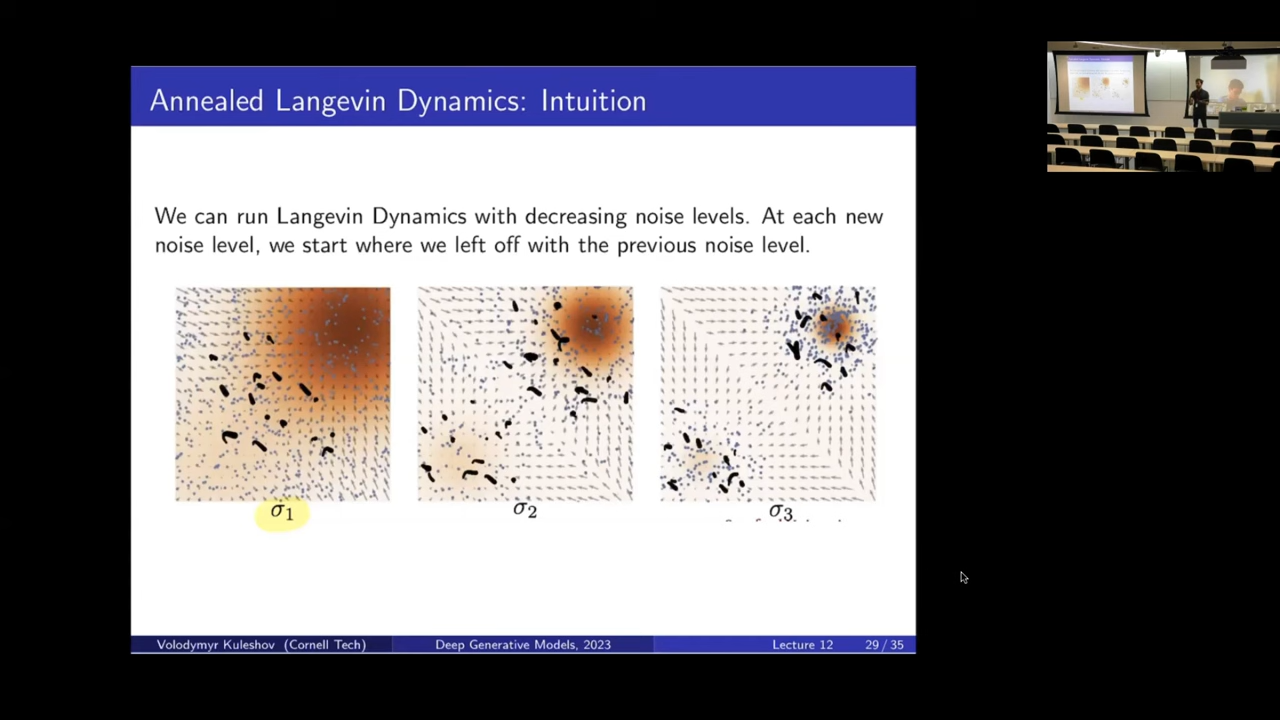 Annealed Langevin Dynamics: Intuition
We can run Langevin Dynamics with decreasing noise levels. At each new
noise level, we start where we left off with the previous noise level.
σ₁ σ₂ σ₃
Volodymyr Kuleshov (Cornell Tech) Deep Generative Models, 2023 Lecture 12 29 / 35